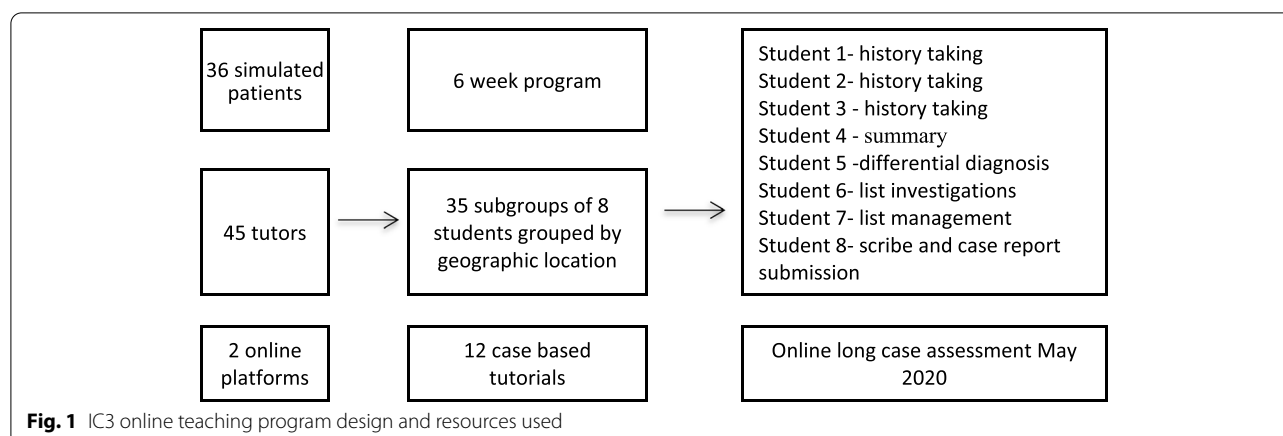 36 simulated
patients
45 tutors
2 online
platforms
6 week program
35 subgroups of 8
students grouped by
geographic location
12 case based
tutorials
Student 1- history taking
Student 2- history taking
Student 3 - history taking
Student 4 - summary
Student 5 -differential diagnosis
Student 6- list investigations
Student 7- list management
Student 8- scribe and case report
submission
Online long case assessment May
2020
Fig. 1 IC3 online teaching program design and resources used